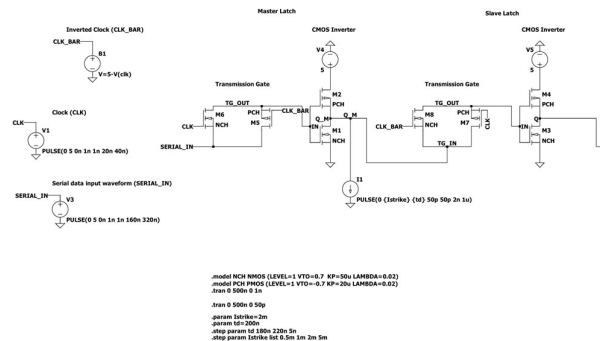 Master Latch
Slave Latch
Inverted Clock (CLK_BAR)
CMOS Inverter
CMOS Inverter
CLK_BAR
B1
V=5-V(clk)
V4
5
V5
5
Transmission Gate
Transmission Gate
M2
PCH
M4
PCH
TG_OUT
TG_OUT
Clock (CLK)
M6
NCH
PCH
M5
CLK_BAR
M8
NCH
PCH
M7
CLK
CLK
V1
PULSE(0 5 0n 1n 1n 20n 40n)
CLK
IN
Q_M
Q_M
M1
NCH
CLK_BAR
IN
Q
M3
NCH
SERIAL_IN
TG_IN
Serial data input waveform (SERIAL_IN)
SERIAL_IN
V3
PULSE(0 5 0n 1n 1n 160n 320n)
I1
PULSE(0 {Istrike} {td} 50p 50p 2n 1u)
.model NCH NMOS (LEVEL=1 VTO=0.7 KP=50u LAMBDA=0.02)
.model PCH PMOS (LEVEL=1 VTO=-0.7 KP=20u LAMBDA=0.02)
.tran 0 500n 0 1n
.tran 0 500n 0 50p
.param Istrike=2m
.param td=200n
.step param td 180n 220n 5n
.step param Istrike list 0.5m 1m 2m 5m